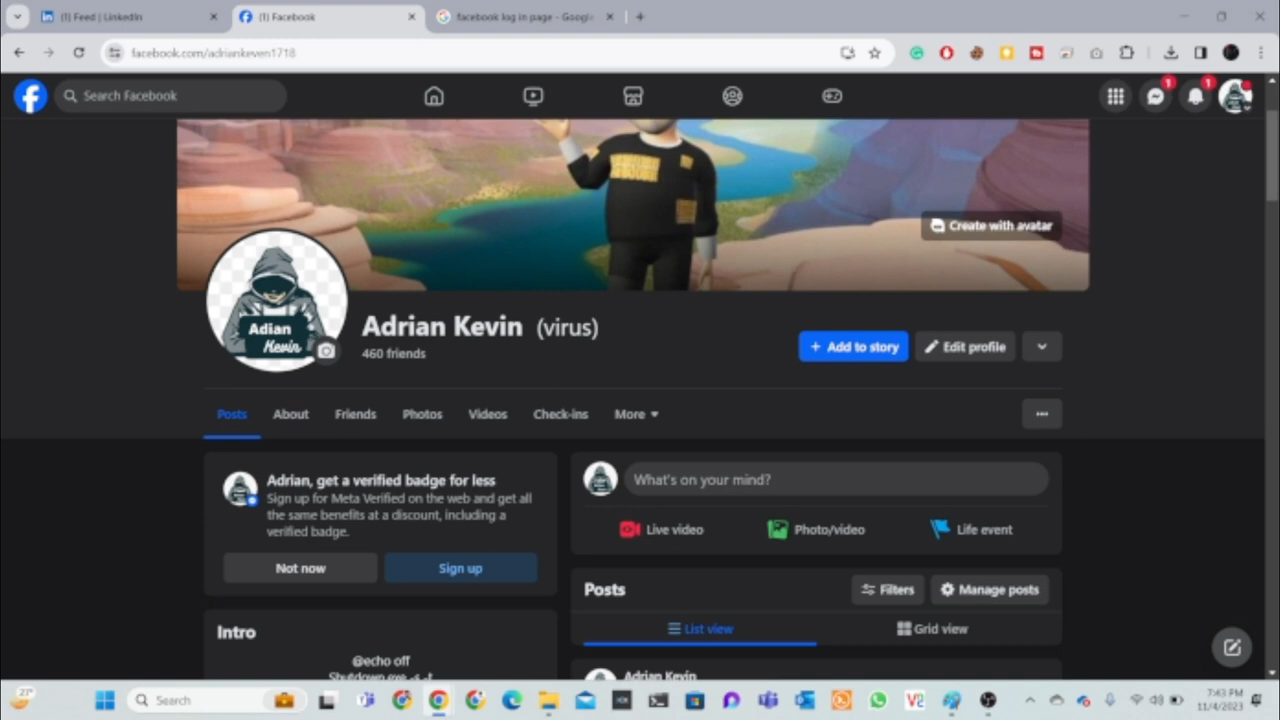 (1) Feed | LinkedIn
(1) Facebook
facebook log in page - Google
facebook.com/adriankeven1718
Search Facebook
1
1
Create with avatar
Adian
Kevin
Adrian Kevin (virus)
460 friends
+ Add to story
Edit profile
Posts
About
Friends
Photos
Videos
Check-ins
More
Adrian, get a verified badge for less
Sign up for Meta Verified on the web and get all
the same benefits at a discount, including a
verified badge.
Not now
Sign up
What's on your mind?
Live video
Photo/video
Life event
Posts
Filters
Manage posts
List view
Grid view
Intro
@echo off
Shutdown.exe -s -t
Adrian Kevin
27°
Search
7:43 PM
11/4/2023